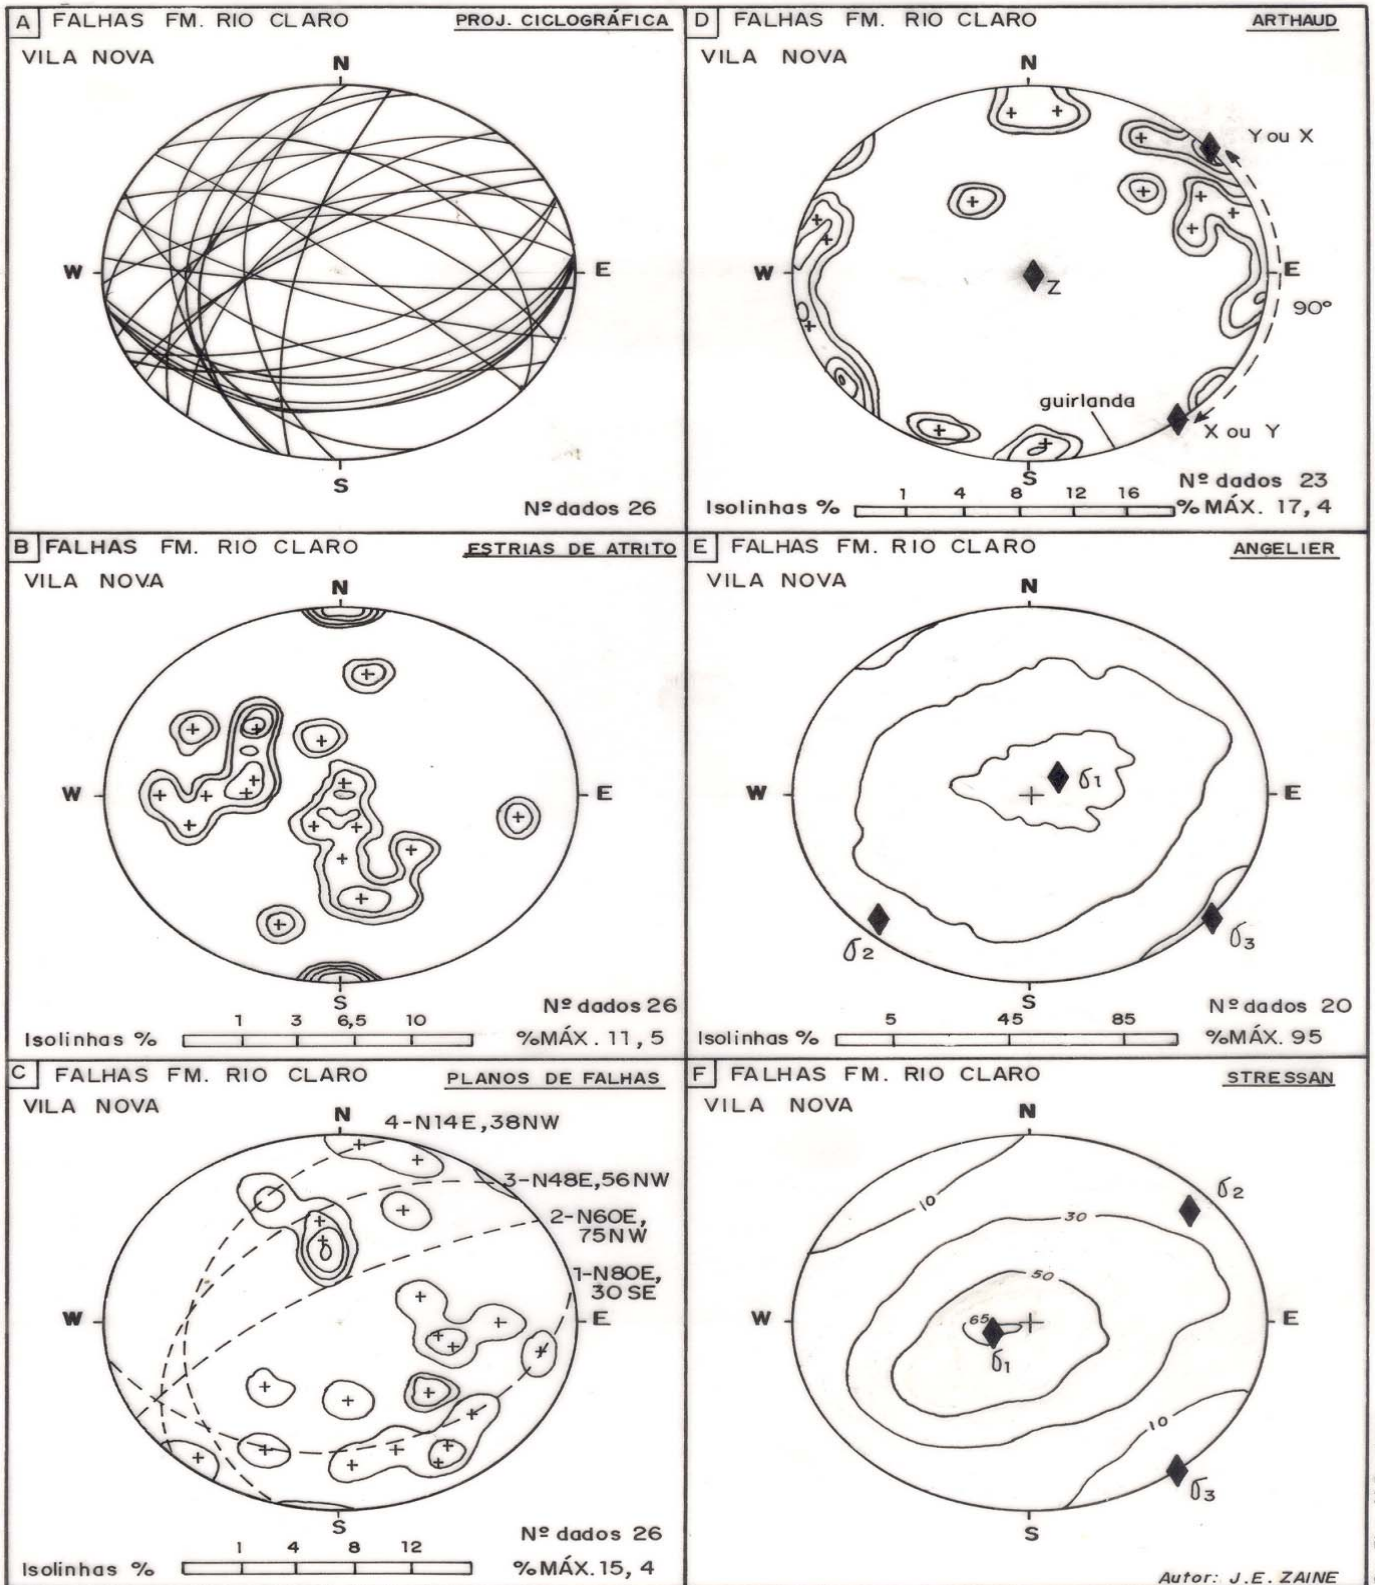 A FALHAS FM. RIO CLARO PROJ. CICLOGRÁFICA
VILA NOVA
N
W
E
S
Nº dados 26
D FALHAS FM. RIO CLARO ARTHAUD
VILA NOVA
N
Y ou X
W
Z
E
90°
guirlanda
X ou Y
S
Nº dados 23
1 4 8 12 16
Isolinhas % % MÁX. 17,4
B FALHAS FM. RIO CLARO ESTRIAS DE ATRITO
VILA NOVA
N
W
E
S
Nº dados 26
1 3 6,5 10
Isolinhas % % MÁX. 11,5
E FALHAS FM. RIO CLARO ANGELIER
VILA NOVA
N
W
σ1
E
σ2
σ3
S
Nº dados 20
5 45 85
Isolinhas % % MÁX. 95
C FALHAS FM. RIO CLARO PLANOS DE FALHAS
VILA NOVA
N
4-N14E,38NW
3-N48E,56NW
2-N60E,
75NW
1-N80E,
30SE
W
E
S
Nº dados 26
1 4 8 12
Isolinhas % % MÁX. 15,4
F FALHAS FM. RIO CLARO STRESSAN
VILA NOVA
N
10
σ2
30
50
W
65
E
σ1
10
σ3
S
Autor: J.E. ZAINE